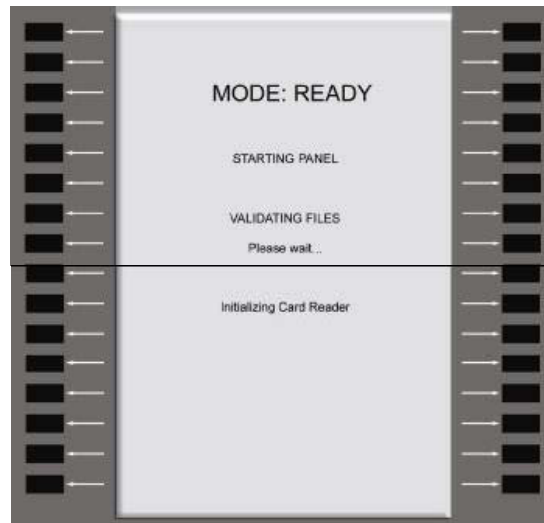 MODE: READY
STARTING PANEL
VALIDATING FILES
Please wait...
Initializing Card Reader